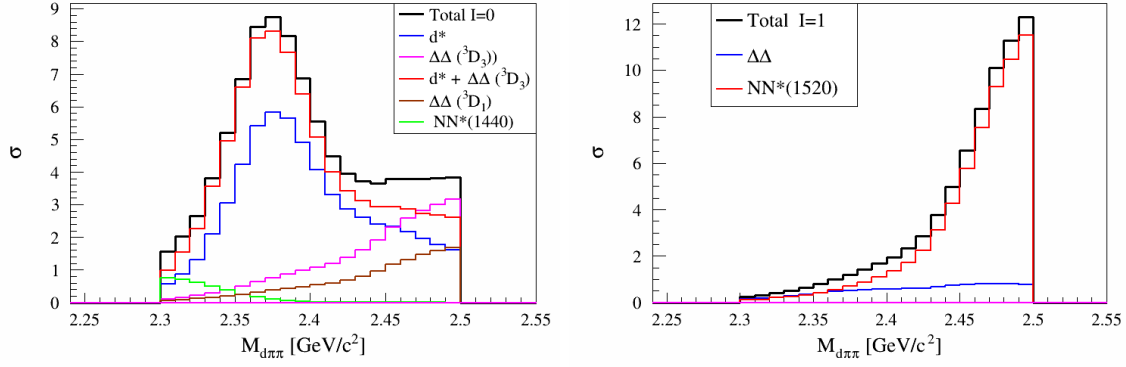 9
8
7
6
5
4
3
2
1
0
σ
2.25
2.3
2.35
2.4
2.45
2.5
2.55
M_dππ [GeV/c²]
Total I=0
d*
ΔΔ (³D₃))
d* + ΔΔ (³D₃)
ΔΔ (³D₁)
NN*(1440)
12
10
8
6
4
2
0
σ
2.25
2.3
2.35
2.4
2.45
2.5
2.55
M_dππ [GeV/c²]
Total I=1
ΔΔ
NN*(1520)